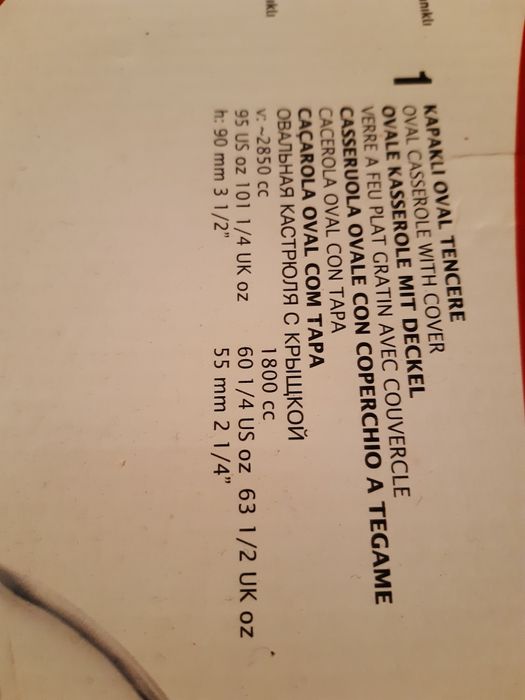 1 KAPAKLI OVAL TENCERE
OVAL CASSEROLE WITH COVER
OVALE KASSEROLE MIT DECKEL
VERRE A FEU PLAT GRATIN AVEC COUVERCLE
CASSERUOLA OVALE CON COPERCHIO A TEGAME
CACEROLA OVAL CON TAPA
CAÇAROLA OVAL COM TAPA
ОВАЛЬНАЯ КАСТРЮЛЯ С КРЫЩКОЙ
v: ~2850 cc 1800 cc
95 US oz 101 1/4 UK oz 60 1/4 US oz 63 1/2 UK oz
h: 90 mm 3 1/2" 55 mm 2 1/4"